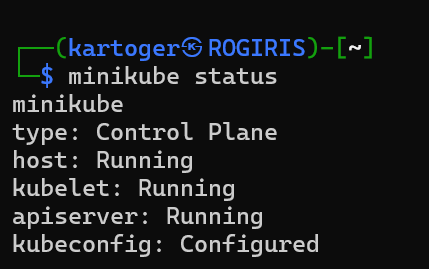 ┌──(kartoger㉿ROGIRIS)-[~]
└─$ minikube status
minikube
type: Control Plane
host: Running
kubelet: Running
apiserver: Running
kubeconfig: Configured